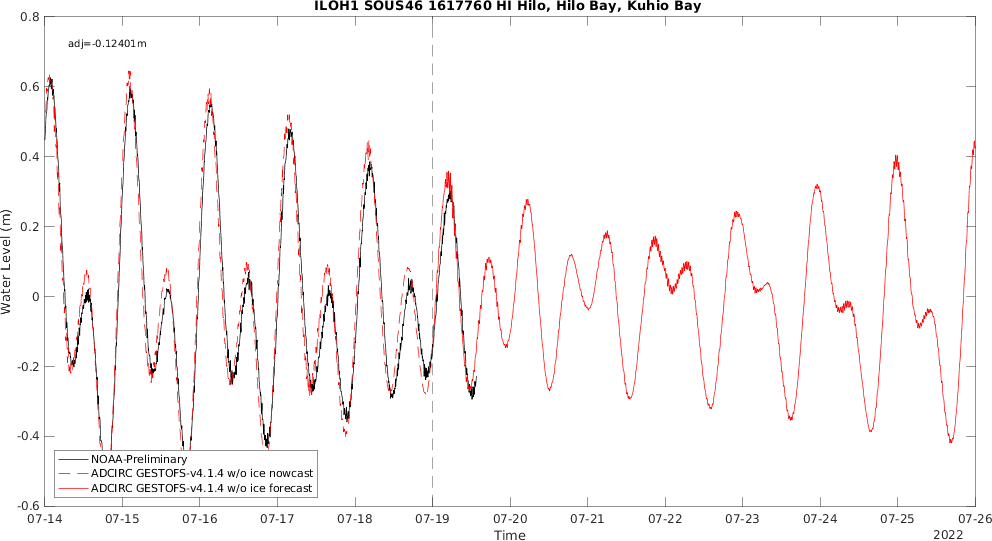 ILOH1 SOUS46 1617760 HI Hilo, Hilo Bay, Kuhio Bay
adj=-0.12401m
0.8
0.6
0.4
0.2
0
-0.2
-0.4
-0.6
Water Level (m)
NOAA-Preliminary
ADCIRC GESTOFS-v4.1.4 w/o ice nowcast
ADCIRC GESTOFS-v4.1.4 w/o ice forecast
07-14 07-15 07-16 07-17 07-18 07-19 07-20 07-21 07-22 07-23 07-24 07-25 07-26
Time
2022